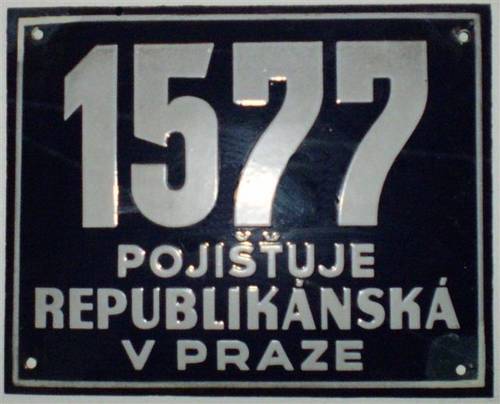 1577
POJIŠŤUJE
REPUBLIKÁNSKÁ
V PRAZE